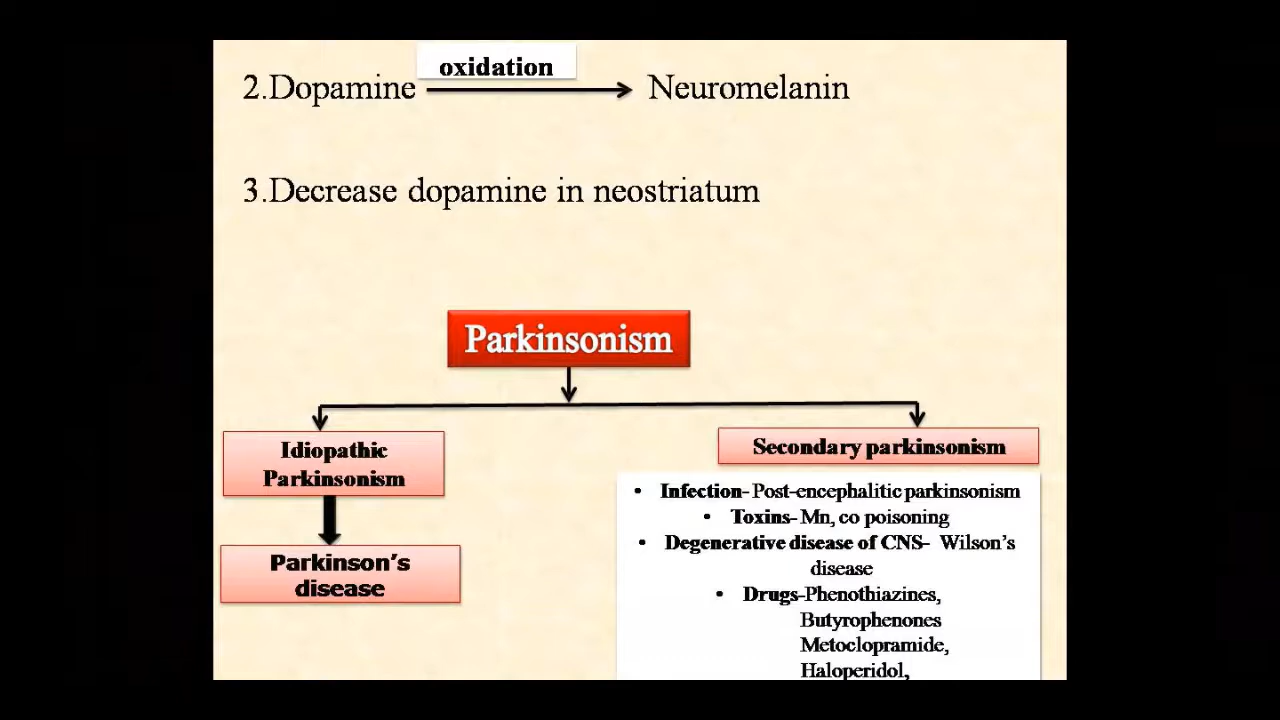 oxidation
2.Dopamine Neuromelanin
3.Decrease dopamine in neostriatum
Parkinsonism
Idiopathic
Parkinsonism
Parkinson's
disease
Secondary parkinsonism
• Infection- Post-encephalitic parkinsonism
• Toxins- Mn, co poisoning
• Degenerative disease of CNS- Wilson's
disease
• Drugs-Phenothiazines,
Butyrophenones
Metoclopramide,
Haloperidol,